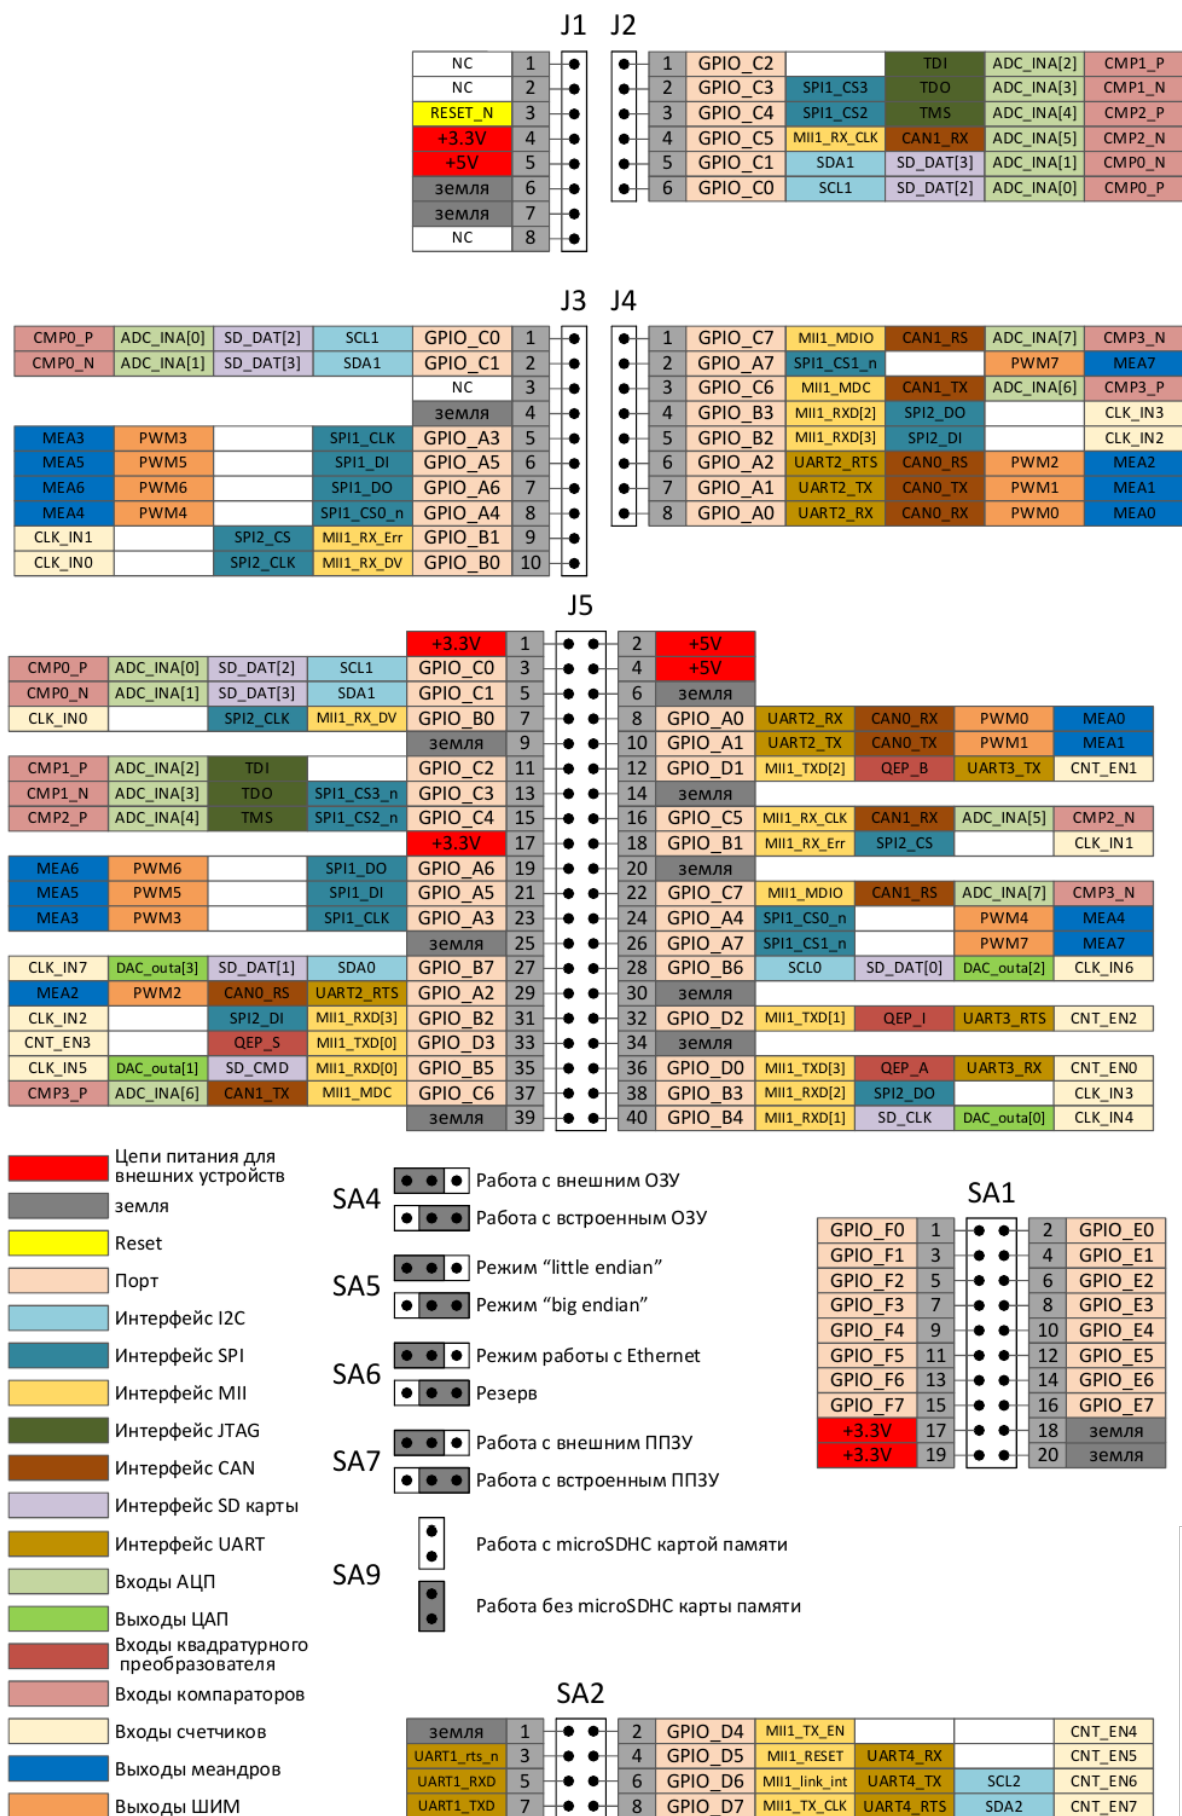 J1 J2
NC 1
NC 2
RESET_N 3
+3.3V 4
+5V 5
земля 6
земля 7
NC 8
1 GPIO_C2 TDI ADC_INA[2] CMP1_P
2 GPIO_C3 SPI1_CS3 TDO ADC_INA[3] CMP1_N
3 GPIO_C4 SPI1_CS2 TMS ADC_INA[4] CMP2_P
4 GPIO_C5 MII1_RX_CLK CAN1_RX ADC_INA[5] CMP2_N
5 GPIO_C1 SDA1 SD_DAT[3] ADC_INA[1] CMP0_N
6 GPIO_C0 SCL1 SD_DAT[2] ADC_INA[0] CMP0_P
J3 J4
CMP0_P ADC_INA[0] SD_DAT[2] SCL1 GPIO_C0 1
CMP0_N ADC_INA[1] SD_DAT[3] SDA1 GPIO_C1 2
NC 3
земля 4
MEA3 PWM3 SPI1_CLK GPIO_A3 5
MEA5 PWM5 SPI1_DI GPIO_A5 6
MEA6 PWM6 SPI1_DO GPIO_A6 7
MEA4 PWM4 SPI1_CS0_n GPIO_A4 8
CLK_IN1 SPI2_CS MII1_RX_Err GPIO_B1 9
CLK_IN0 SPI2_CLK MII1_RX_DV GPIO_B0 10
1 GPIO_C7 MII1_MDIO CAN1_RS ADC_INA[7] CMP3_N
2 GPIO_A7 SPI1_CS1_n PWM7 MEA7
3 GPIO_C6 MII1_MDC CAN1_TX ADC_INA[6] CMP3_P
4 GPIO_B3 MII1_RXD[2] SPI2_DO CLK_IN3
5 GPIO_B2 MII1_RXD[3] SPI2_DI CLK_IN2
6 GPIO_A2 UART2_RTS CAN0_RS PWM2 MEA2
7 GPIO_A1 UART2_TX CAN0_TX PWM1 MEA1
8 GPIO_A0 UART2_RX CAN0_RX PWM0 MEA0
J5
+3.3V 1 2 +5V
CMP0_P ADC_INA[0] SD_DAT[2] SCL1 GPIO_C0 3 4 +5V
CMP0_N ADC_INA[1] SD_DAT[3] SDA1 GPIO_C1 5 6 земля
CLK_IN0 SPI2_CLK MII1_RX_DV GPIO_B0 7 8 GPIO_A0 UART2_RX CAN0_RX PWM0 MEA0
земля 9 10 GPIO_A1 UART2_TX CAN0_TX PWM1 MEA1
CMP1_P ADC_INA[2] TDI GPIO_C2 11 12 GPIO_D1 MII1_TXD[2] QEP_B UART3_TX CNT_EN1
CMP1_N ADC_INA[3] TDO SPI1_CS3_n GPIO_C3 13 14 земля
CMP2_P ADC_INA[4] TMS SPI1_CS2_n GPIO_C4 15 16 GPIO_C5 MII1_RX_CLK CAN1_RX ADC_INA[5] CMP2_N
+3.3V 17 18 GPIO_B1 MII1_RX_Err SPI2_CS CLK_IN1
MEA6 PWM6 SPI1_DO GPIO_A6 19 20 земля
MEA5 PWM5 SPI1_DI GPIO_A5 21 22 GPIO_C7 MII1_MDIO CAN1_RS ADC_INA[7] CMP3_N
MEA3 PWM3 SPI1_CLK GPIO_A3 23 24 GPIO_A4 SPI1_CS0_n PWM4 MEA4
земля 25 26 GPIO_A7 SPI1_CS1_n PWM7 MEA7
CLK_IN7 DAC_outa[3] SD_DAT[1] SDA0 GPIO_B7 27 28 GPIO_B6 SCL0 SD_DAT[0] DAC_outa[2] CLK_IN6
MEA2 PWM2 CAN0_RS UART2_RTS GPIO_A2 29 30 земля
CLK_IN2 SPI2_DI MII1_RXD[3] GPIO_B2 31 32 GPIO_D2 MII1_TXD[1] QEP_I UART3_RTS CNT_EN2
CNT_EN3 QEP_S MII1_TXD[0] GPIO_D3 33 34 земля
CLK_IN5 DAC_outa[1] SD_CMD MII1_RXD[0] GPIO_B5 35 36 GPIO_D0 MII1_TXD[3] QEP_A UART3_RX CNT_EN0
CMP3_P ADC_INA[6] CAN1_TX MII1_MDC GPIO_C6 37 38 GPIO_B3 MII1_RXD[2] SPI2_DO CLK_IN3
земля 39 40 GPIO_B4 MII1_RXD[1] SD_CLK DAC_outa[0] CLK_IN4
Цепи питания для
внешних устройств
земля
Reset
Порт
Интерфейс I2C
Интерфейс SPI
Интерфейс MII
Интерфейс JTAG
Интерфейс CAN
Интерфейс SD карты
Интерфейс UART
Входы АЦП
Выходы ЦАП
Входы квадратурного
преобразователя
Входы компараторов
Входы счетчиков
Выходы меандров
Выходы ШИМ
SA4
Работа с внешним ОЗУ
Работа с встроенным ОЗУ
SA5
Режим “little endian”
Режим “big endian”
SA6
Режим работы с Ethernet
Резерв
SA7
Работа с внешним ППЗУ
Работа с встроенным ППЗУ
SA9
Работа с microSDHC картой памяти
Работа без microSDHC карты памяти
SA1
GPIO_F0 1 2 GPIO_E0
GPIO_F1 3 4 GPIO_E1
GPIO_F2 5 6 GPIO_E2
GPIO_F3 7 8 GPIO_E3
GPIO_F4 9 10 GPIO_E4
GPIO_F5 11 12 GPIO_E5
GPIO_F6 13 14 GPIO_E6
GPIO_F7 15 16 GPIO_E7
+3.3V 17 18 земля
+3.3V 19 20 земля
SA2
земля 1 2 GPIO_D4 MII1_TX_EN CNT_EN4
UART1_rts_n 3 4 GPIO_D5 MII1_RESET UART4_RX CNT_EN5
UART1_RXD 5 6 GPIO_D6 MII1_link_int UART4_TX SCL2 CNT_EN6
UART1_TXD 7 8 GPIO_D7 MII1_TX_CLK UART4_RTS SDA2 CNT_EN7